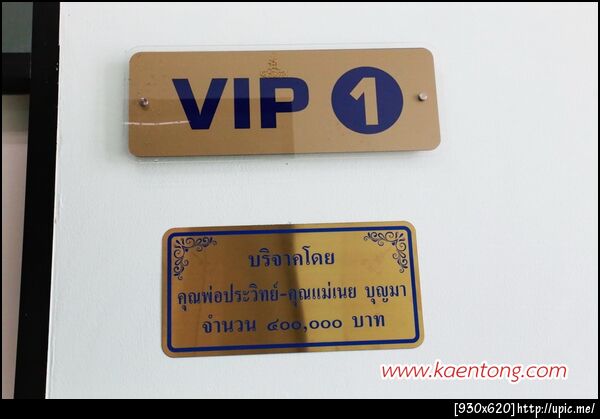 VIP 1
บริจาคโดย
คุณพ่อประวิทย์-คุณแม่เนย บุญมา
จำนวน ๔๐๐,๐๐๐ บาท
www.kaentong.com
[930x620]http://upic.me/